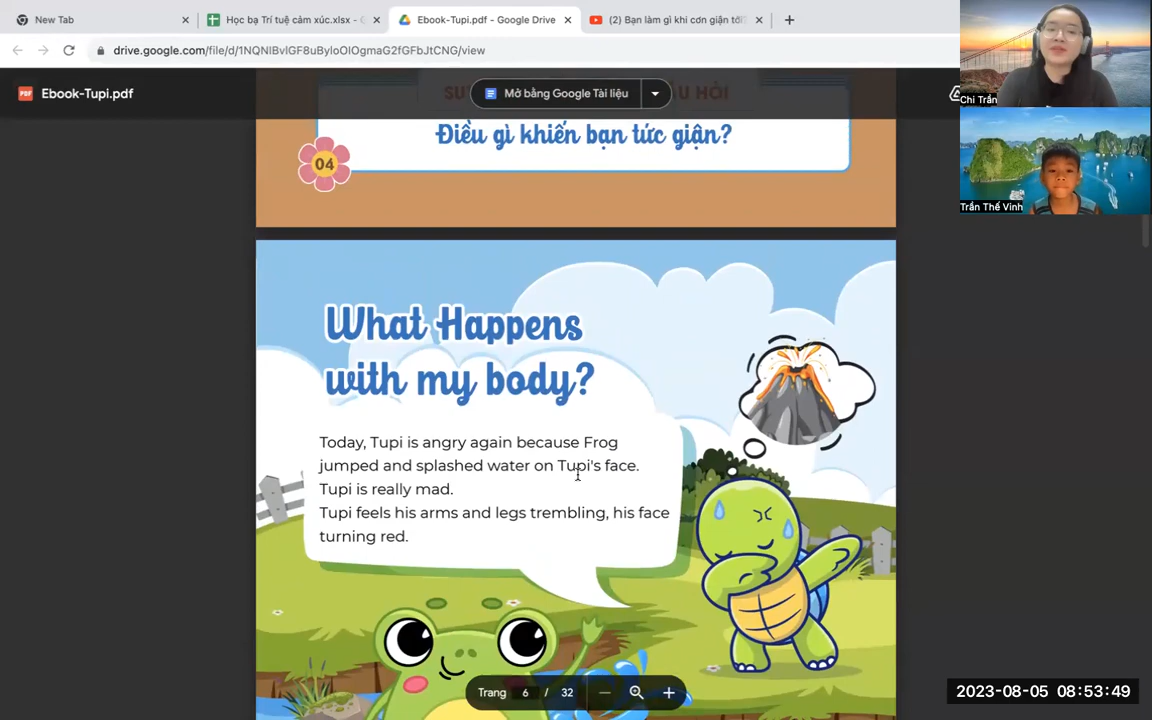 New Tab
Học bạ Trí tuệ cảm xúc.xlsx - G
Ebook-Tupi.pdf - Google Drive
(2) Bạn làm gì khi cơn giận tới?
drive.google.com/file/d/1NQNIBvlGF8uByloOIOgmaG2fGFbJtCNG/view
PDF
Ebook-Tupi.pdf
Mở bằng Google Tài liệu
HỎI
Chi Trần
Điều gì khiến bạn tức giận?
04
Trần Thế Vinh
What Happens
with my body?
Today, Tupi is angry again because Frog
jumped and splashed water on Tupi's face.
Tupi is really mad.
Tupi feels his arms and legs trembling, his face
turning red.
Trang 6 / 32
2023-08-05 08:53:49